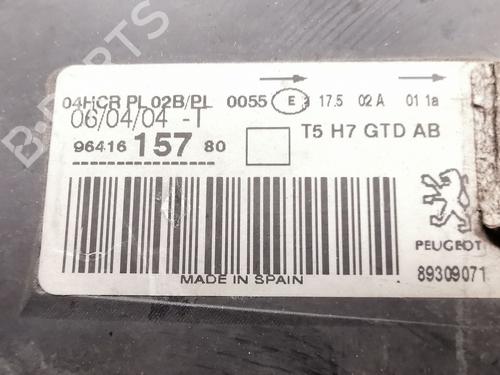 04HCR PL 02B/PL 0055 E 17.5 02 A 01 1a
06/04/04 -T
96416 157 80
T5 H7 GTD AB
PEUGEOT
89309071
MADE IN SPAIN
B-PARTS